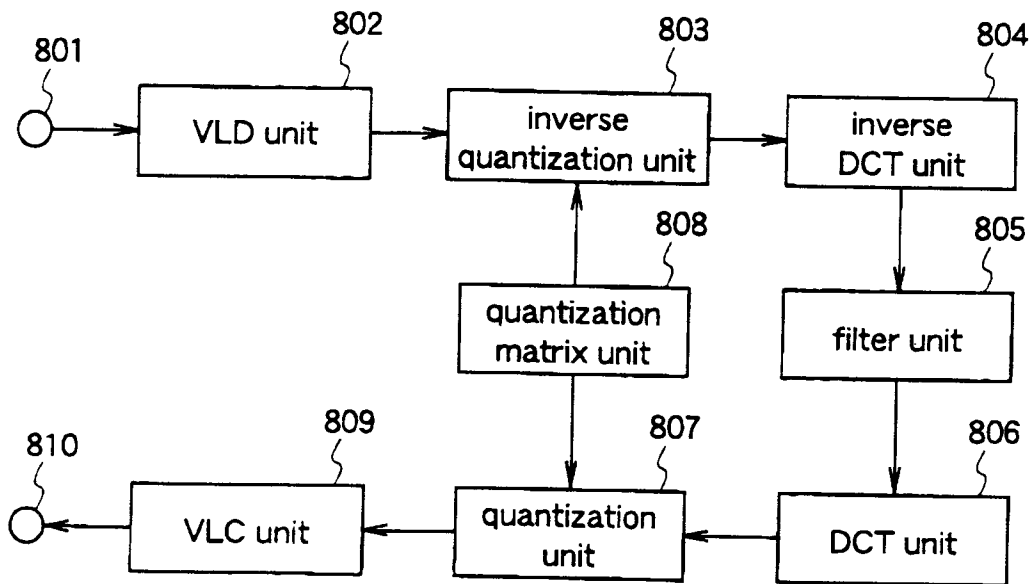 801
802
803
804
VLD unit
inverse
quantization unit
inverse
DCT unit
808
805
quantization
matrix unit
filter unit
810
809
807
806
VLC unit
quantization
unit
DCT unit